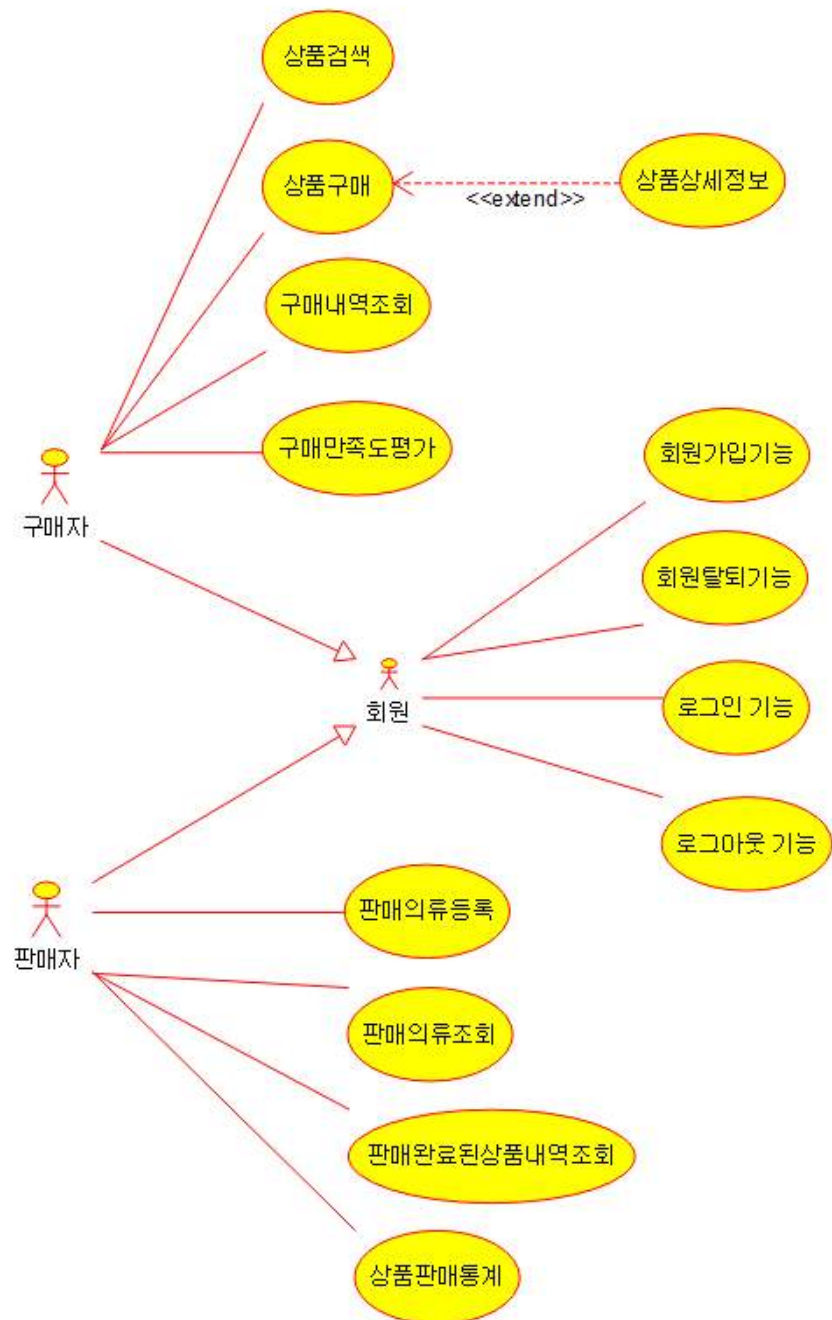 상품검색
상품구매
<<extend>>
상품상세정보
구매내역조회
구매만족도평가
구매자
회원가입기능
회원탈퇴기능
회원
로그인 기능
로그아웃 기능
판매자
판매의류등록
판매의류조회
판매완료된상품내역조회
상품판매통계